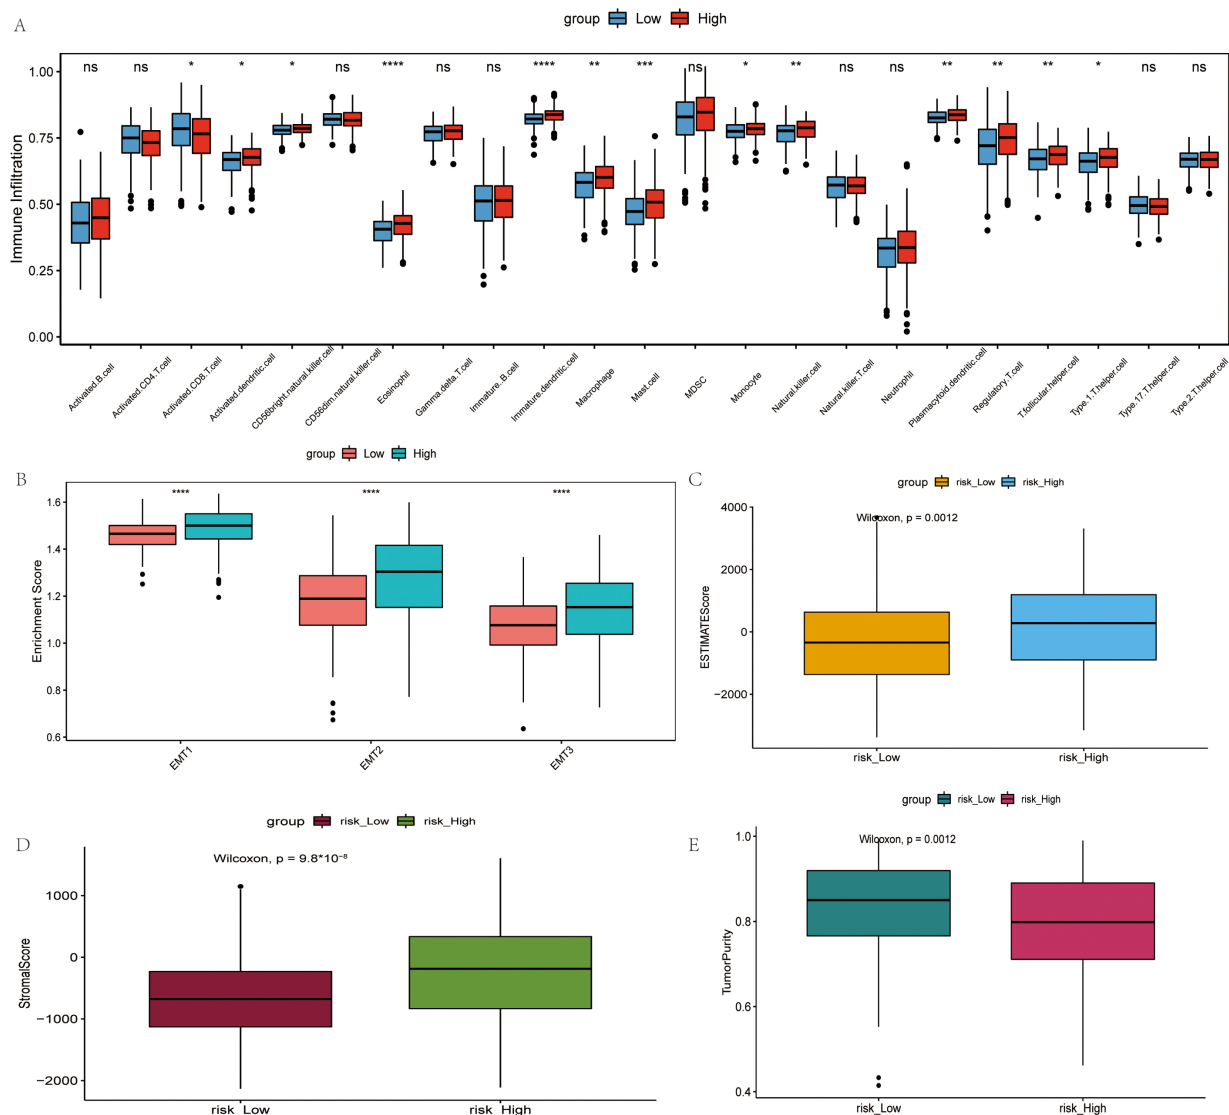 A
group Low High
ns ns * * * ns **** ns ns **** ** *** ns * ** ns ns ** ** ** * ns ns
Immune Infiltration
1.00
0.75
0.50
0.25
0.00
Activated.B.cell
Activated.CD4.T.cell
Activated.CD8.T.cell
Activated.dendritic.cell
CD56bright.natural.killer.cell
CD56dim.natural.killer.cell
Eosinophil
Gamma.delta.T.cell
Immature..B.cell
Immature.dendritic.cell
Macrophage
Mast.cell
MDSC
Monocyte
Natural.killer.cell
Natural.killer.T.cell
Neutrophil
Plasmacytoid.dendritic.cell
Regulatory.T.cell
T.follicular.helper.cell
Type.1.T.helper.cell
Type.17.T.helper.cell
Type.2.T.helper.cell
B
group Low High
**** **** ****
Enrichment Score
1.6
1.4
1.2
1.0
0.8
0.6
EMT1
EMT2
EMT3
C
group risk_Low risk_High
Wilcoxon, p = 0.0012
ESTIMATEScore
4000
2000
0
−2000
risk_Low risk_High
D
group risk_Low risk_High
Wilcoxon, p = 9.8*10⁻⁸
StromalScore
1000
0
−1000
−2000
risk_Low risk_High
E
group risk_Low risk_High
Wilcoxon, p = 0.0012
TumorPurity
1.0
0.8
0.6
0.4
risk_Low risk_High